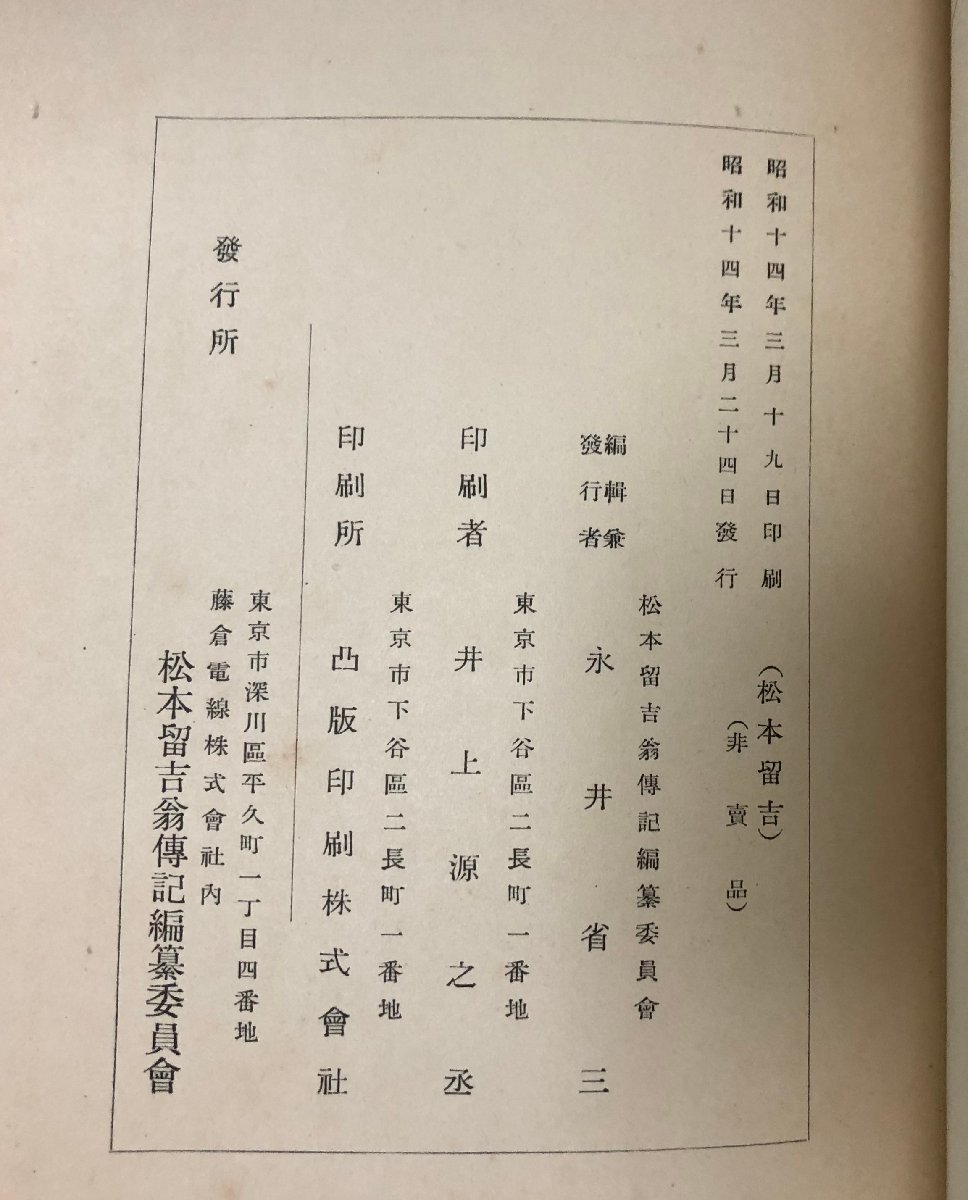 昭和十四年三月十九日印刷
昭和十四年三月二十四日發行
（松本留吉）
（非賣品）
松本留吉翁傳記編纂委員會
編輯兼
發行者
永井省三
東京市下谷區二長町一番地
印刷者
井上源之丞
東京市下谷區二長町一番地
印刷所
凸版印刷株式會社
發行所
東京市深川區平久町一丁目四番地
藤倉電線株式會社內
松本留吉翁傳記編纂委員會